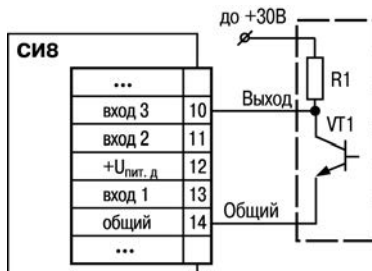 до +30В
СИ8
R1
...
вход 3 10 Выход
VT1
вход 2 11
+Uпит. д 12
вход 1 13
общий 14 Общий
...